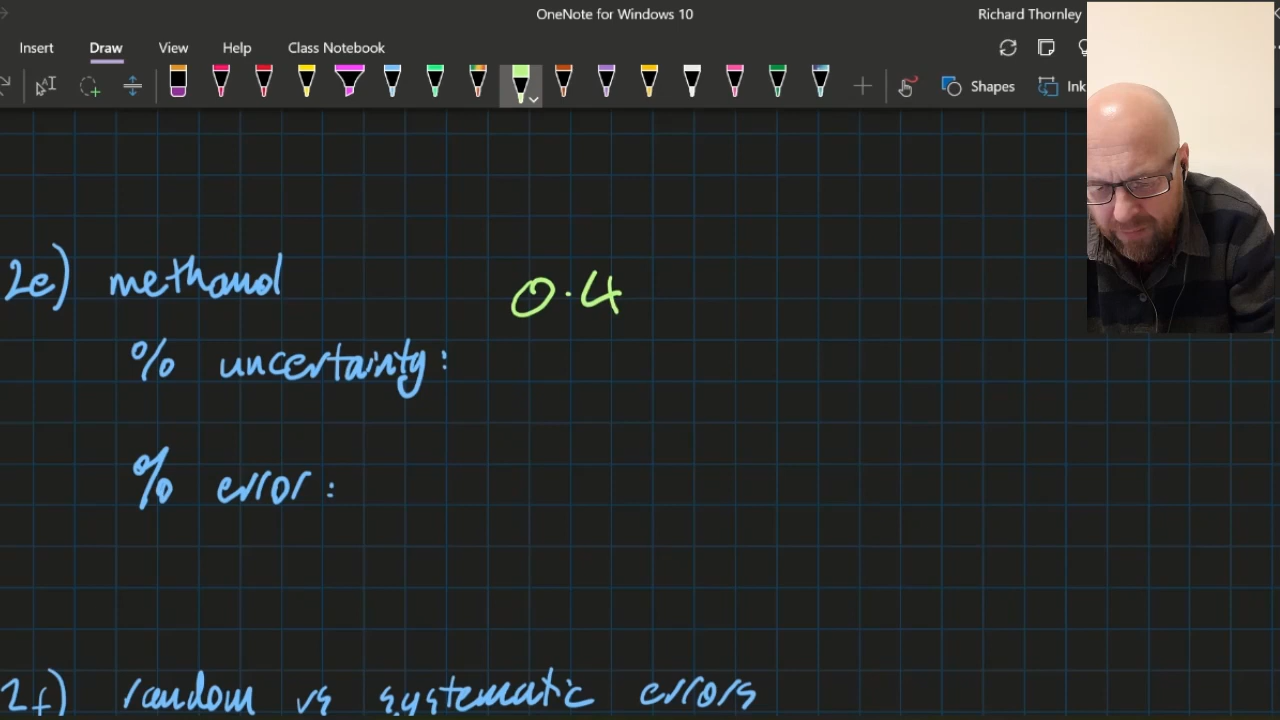 OneNote for Windows 10
Richard Thornley
Insert Draw View Help Class Notebook
Shapes Ink
2e) methanol 0.4
% uncertainty:
% error:
2f) random vs systematic errors